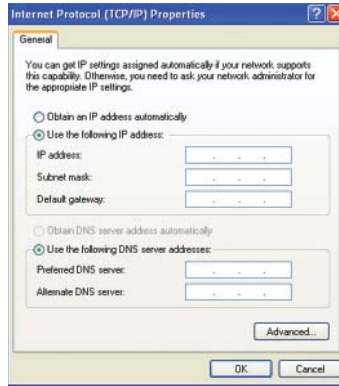 Internet Protocol (TCP/IP) Properties
General
You can get IP settings assigned automatically if your network supports
this capability. Otherwise, you need to ask your network administrator for
the appropriate IP settings.
Obtain an IP address automatically
Use the following IP address:
IP address:
Subnet mask:
Default gateway:
Obtain DNS server address automatically
Use the following DNS server addresses:
Preferred DNS server:
Alternate DNS server:
Advanced...
OK
Cancel